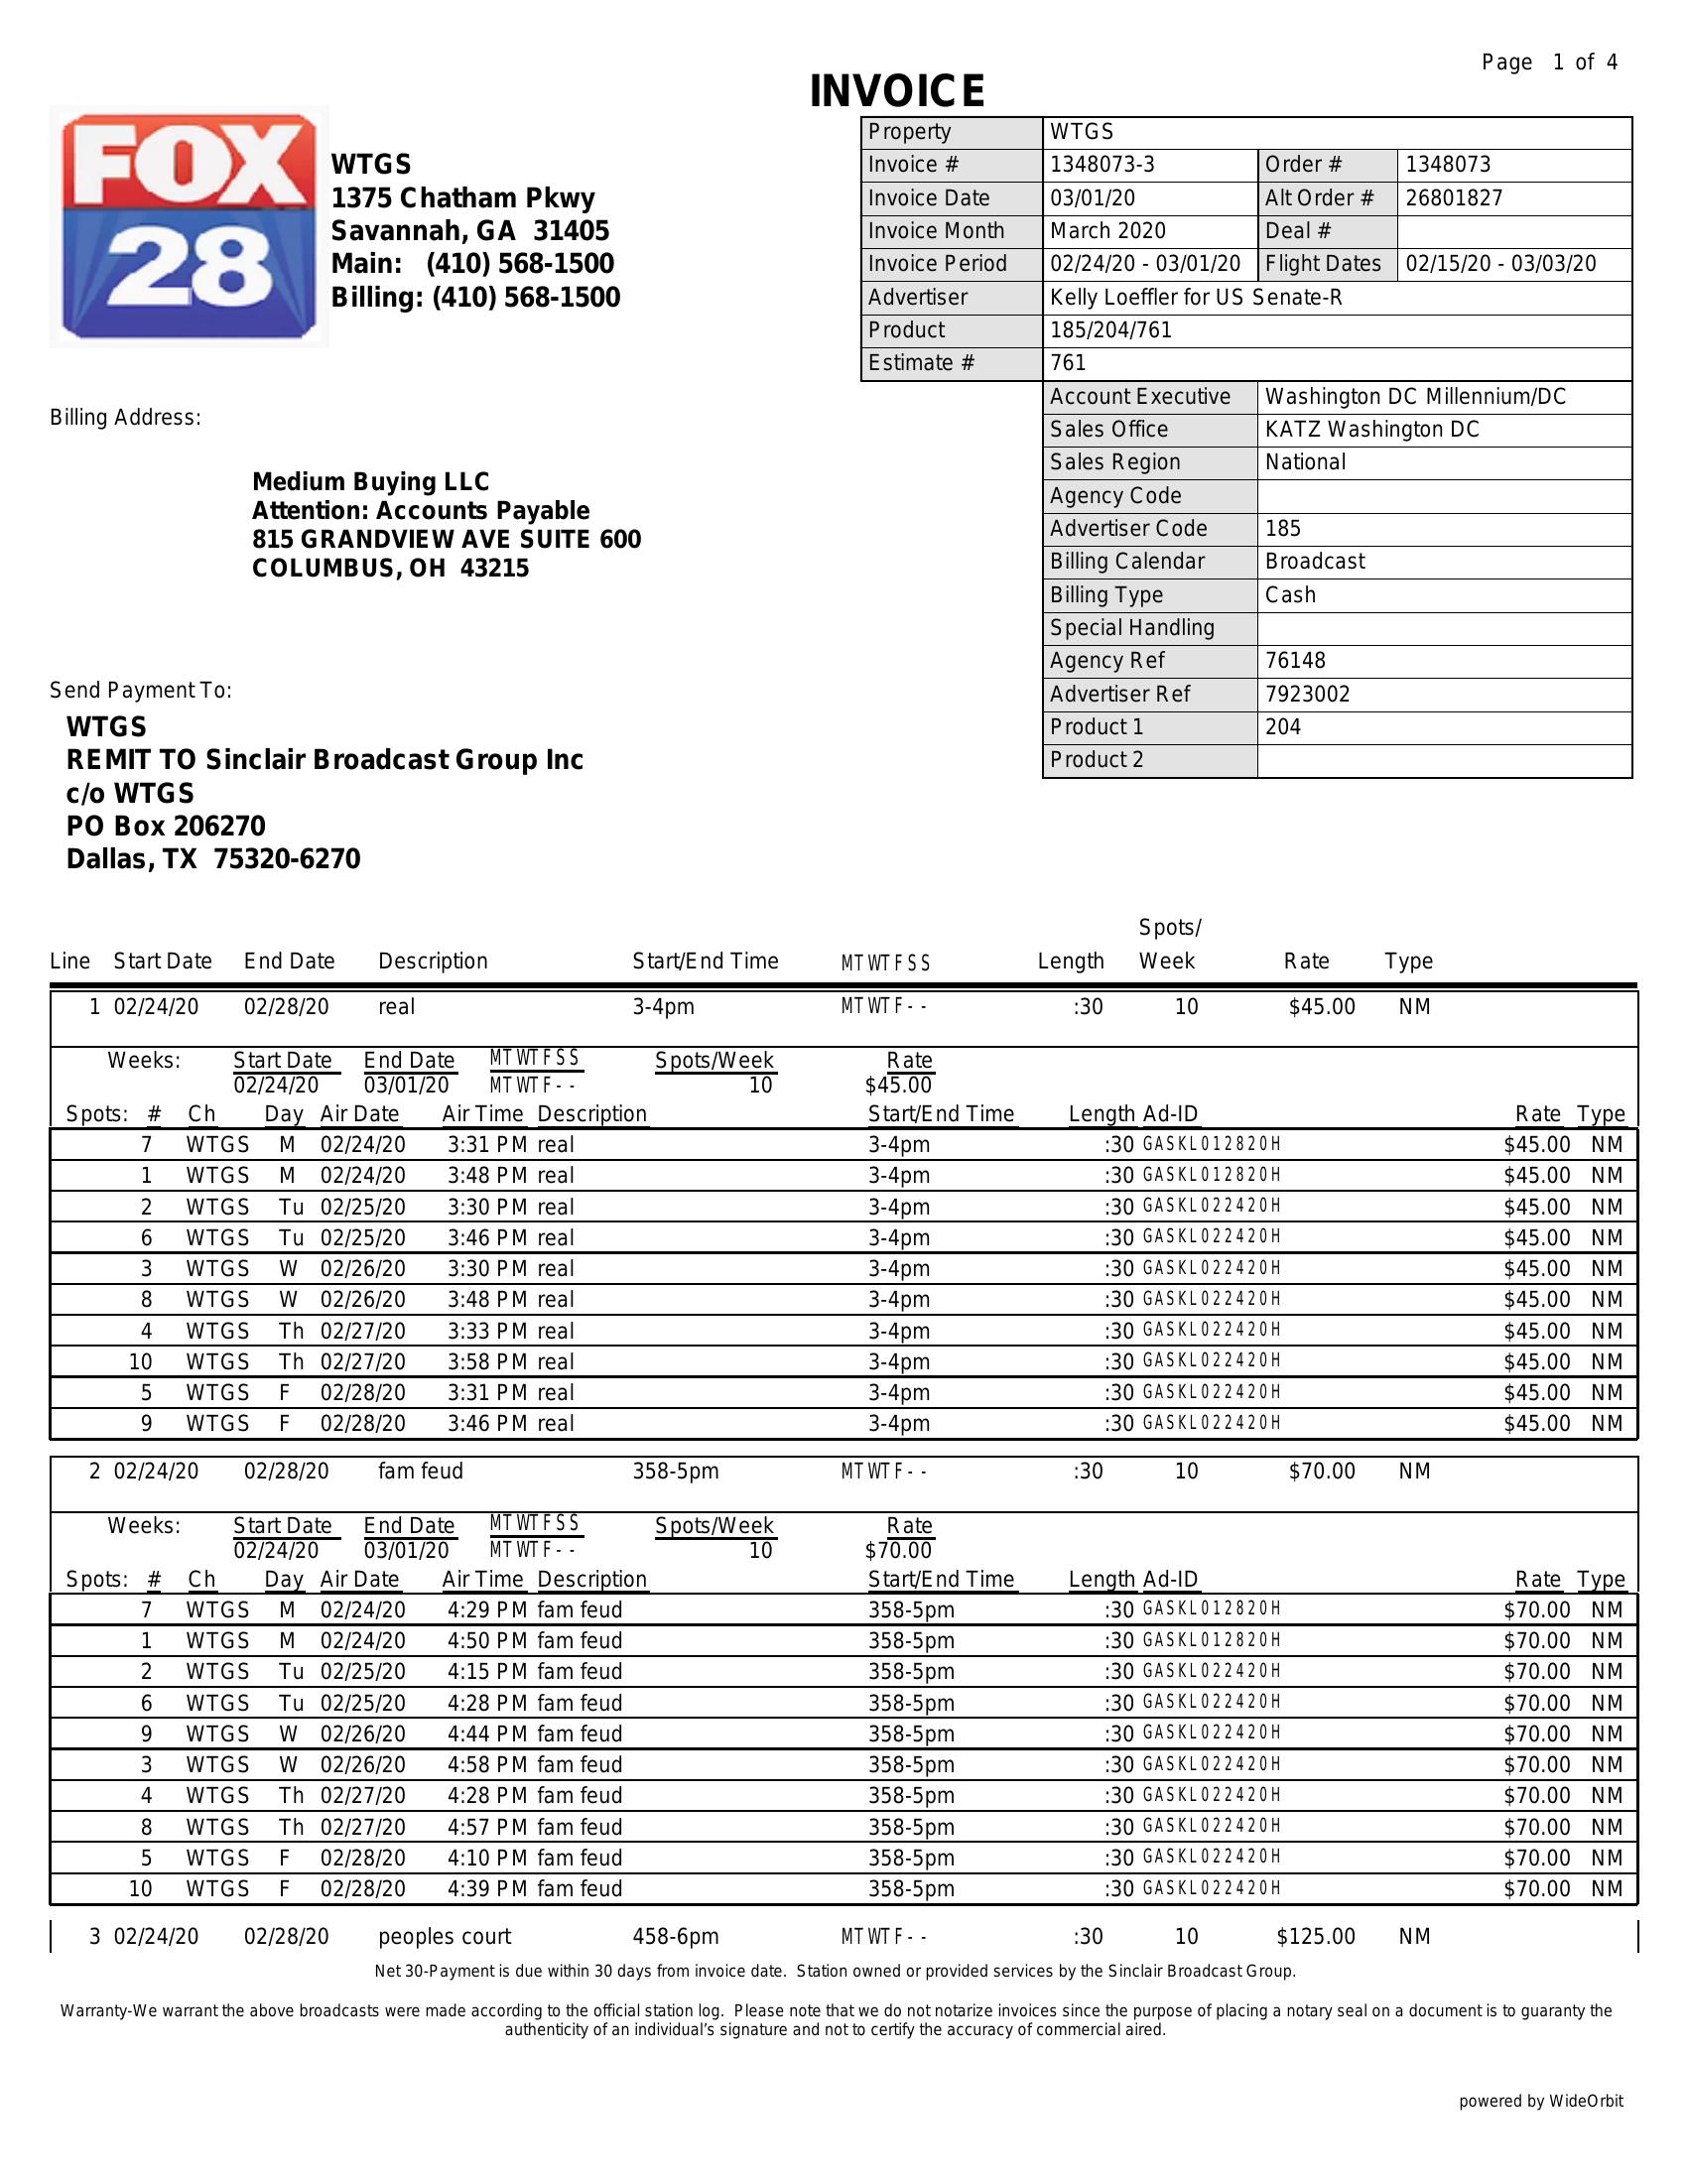 Page 1 of 4
INVOICE
FOX
28
WTGS
1375 Chatham Pkwy
Savannah, GA 31405
Main: (410) 568-1500
Billing: (410) 568-1500
Property WTGS
Invoice # 1348073-3 Order # 1348073
Invoice Date 03/01/20 Alt Order # 26801827
Invoice Month March 2020 Deal #
Invoice Period 02/24/20 - 03/01/20 Flight Dates 02/15/20 - 03/03/20
Advertiser Kelly Loeffler for US Senate-R
Product 185/204/761
Estimate # 761
Account Executive Washington DC Millennium/DC
Sales Office KATZ Washington DC
Sales Region National
Agency Code
Advertiser Code 185
Billing Calendar Broadcast
Billing Type Cash
Special Handling
Agency Ref 76148
Advertiser Ref 7923002
Product 1 204
Product 2
Billing Address:
Medium Buying LLC
Attention: Accounts Payable
815 GRANDVIEW AVE SUITE 600
COLUMBUS, OH 43215
Send Payment To:
WTGS
REMIT TO Sinclair Broadcast Group Inc
c/o WTGS
PO Box 206270
Dallas, TX 75320-6270
Spots/
Line Start Date End Date Description Start/End Time MTWTFSS Length Week Rate Type
1 02/24/20 02/28/20 real 3-4pm MTWTF-- :30 10 $45.00 NM
Weeks: Start Date End Date MTWTFSS Spots/Week Rate
02/24/20 03/01/20 MTWTF-- 10 $45.00
Spots: # Ch Day Air Date Air Time Description Start/End Time Length Ad-ID Rate Type
7 WTGS M 02/24/20 3:31 PM real 3-4pm :30 GASKL012820H $45.00 NM
1 WTGS M 02/24/20 3:48 PM real 3-4pm :30 GASKL012820H $45.00 NM
2 WTGS Tu 02/25/20 3:30 PM real 3-4pm :30 GASKL022420H $45.00 NM
6 WTGS Tu 02/25/20 3:46 PM real 3-4pm :30 GASKL022420H $45.00 NM
3 WTGS W 02/26/20 3:30 PM real 3-4pm :30 GASKL022420H $45.00 NM
8 WTGS W 02/26/20 3:48 PM real 3-4pm :30 GASKL022420H $45.00 NM
4 WTGS Th 02/27/20 3:33 PM real 3-4pm :30 GASKL022420H $45.00 NM
10 WTGS Th 02/27/20 3:58 PM real 3-4pm :30 GASKL022420H $45.00 NM
5 WTGS F 02/28/20 3:31 PM real 3-4pm :30 GASKL022420H $45.00 NM
9 WTGS F 02/28/20 3:46 PM real 3-4pm :30 GASKL022420H $45.00 NM
2 02/24/20 02/28/20 fam feud 358-5pm MTWTF-- :30 10 $70.00 NM
Weeks: Start Date End Date MTWTFSS Spots/Week Rate
02/24/20 03/01/20 MTWTF-- 10 $70.00
Spots: # Ch Day Air Date Air Time Description Start/End Time Length Ad-ID Rate Type
7 WTGS M 02/24/20 4:29 PM fam feud 358-5pm :30 GASKL012820H $70.00 NM
1 WTGS M 02/24/20 4:50 PM fam feud 358-5pm :30 GASKL012820H $70.00 NM
2 WTGS Tu 02/25/20 4:15 PM fam feud 358-5pm :30 GASKL022420H $70.00 NM
6 WTGS Tu 02/25/20 4:28 PM fam feud 358-5pm :30 GASKL022420H $70.00 NM
9 WTGS W 02/26/20 4:44 PM fam feud 358-5pm :30 GASKL022420H $70.00 NM
3 WTGS W 02/26/20 4:58 PM fam feud 358-5pm :30 GASKL022420H $70.00 NM
4 WTGS Th 02/27/20 4:28 PM fam feud 358-5pm :30 GASKL022420H $70.00 NM
8 WTGS Th 02/27/20 4:57 PM fam feud 358-5pm :30 GASKL022420H $70.00 NM
5 WTGS F 02/28/20 4:10 PM fam feud 358-5pm :30 GASKL022420H $70.00 NM
10 WTGS F 02/28/20 4:39 PM fam feud 358-5pm :30 GASKL022420H $70.00 NM
3 02/24/20 02/28/20 peoples court 458-6pm MTWTF-- :30 10 $125.00 NM
Net 30-Payment is due within 30 days from invoice date. Station owned or provided services by the Sinclair Broadcast Group.
Warranty-We warrant the above broadcasts were made according to the official station log. Please note that we do not notarize invoices since the purpose of placing a notary seal on a document is to guaranty the
authenticity of an individual's signature and not to certify the accuracy of commercial aired.
powered by WideOrbit